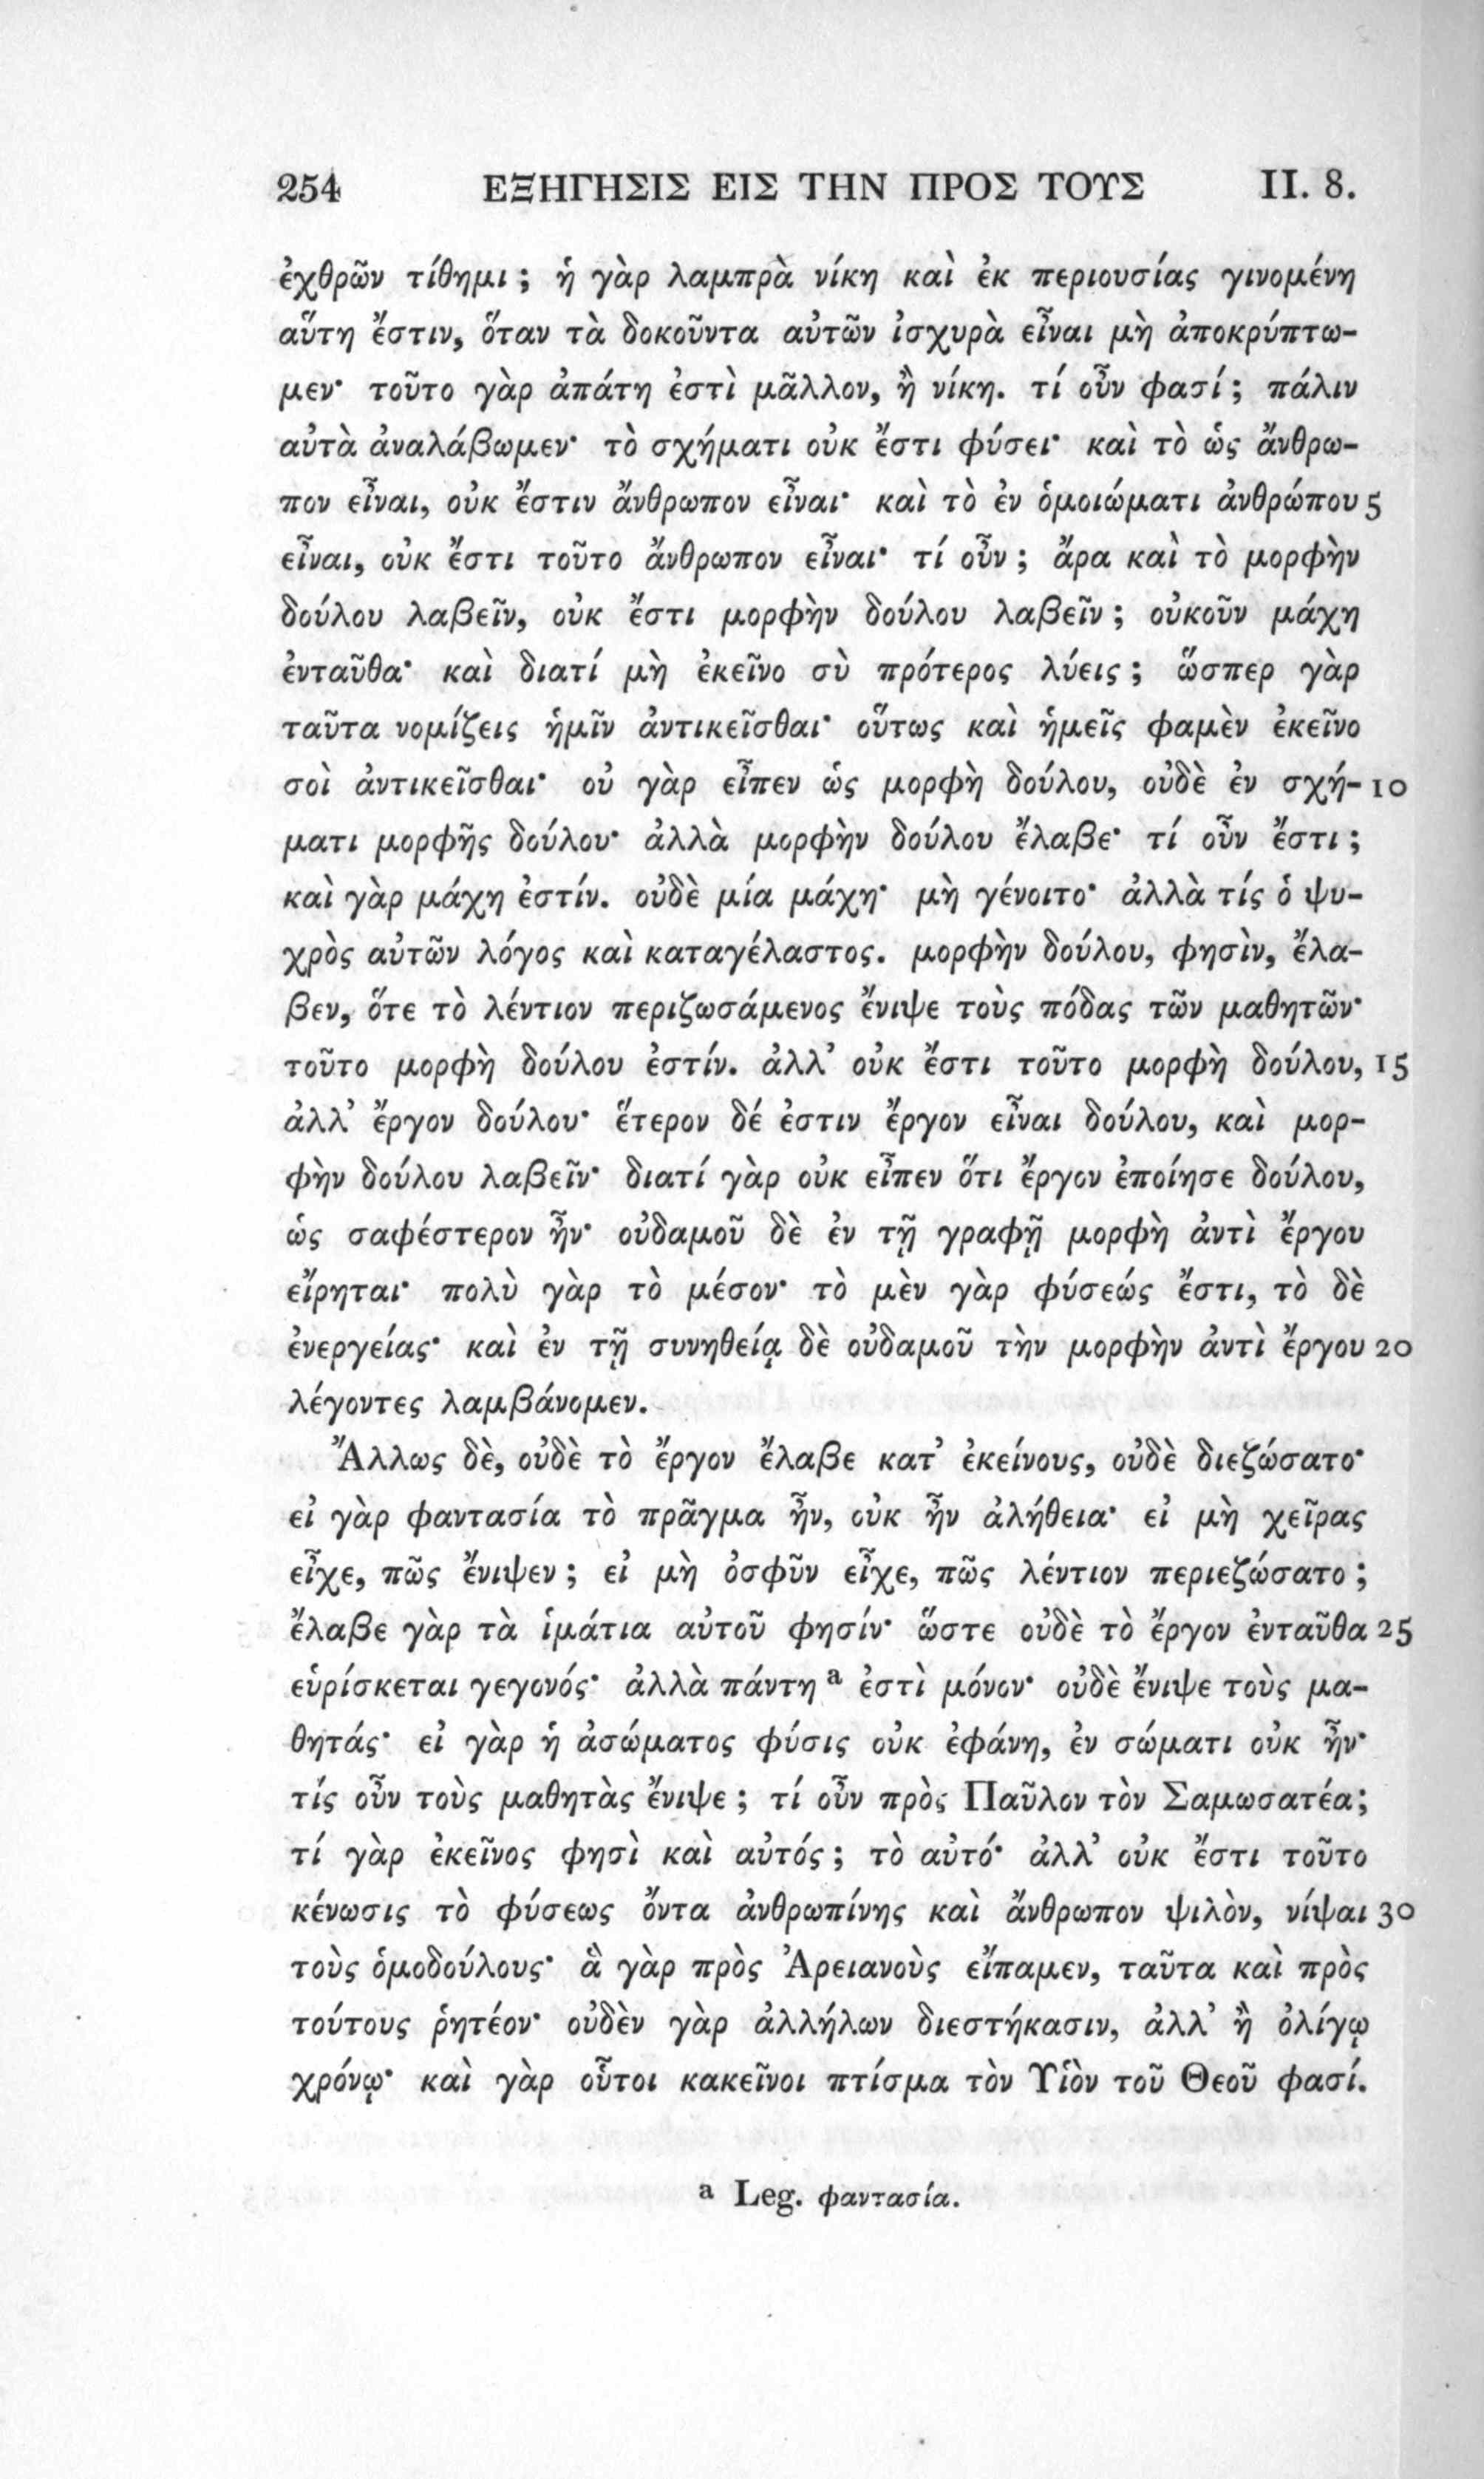 254 ΕΞΗΓΗΣΙΣ ΕΙΣ ΤΗΝ ΠΡΟΣ ΤΟΥΣ II. 8.
ἐχθρῶν τίθημι ; ἡ γὰρ λαμπρὰ νίκη καὶ ἐκ περιουσίας γινομένη
αὕτη ἔστιν, ὅταν τὰ δοκοῦντα αὐτῶν ἰσχυρὰ εἶναι μὴ ἀποκρύπτω-
μεν· τοῦτο γὰρ ἀπάτη ἐστὶ μᾶλλον, ἢ νίκη. τί οὖν φασί ; πάλιν
αὐτὰ ἀναλάβωμεν· τὸ σχήματι οὐκ ἔστι φύσει· καὶ τὸ ὡς ἄνθρω-
πον εἶναι, οὐκ ἔστιν ἄνθρωπον εἶναι· καὶ τὸ ἐν ὁμοιώματι ἀνθρώπου 5
εἶναι, οὐκ ἔστι τοῦτο ἄνθρωπον εἶναι· τί οὖν ; ἄρα καὶ τὸ μορφὴν
δούλου λαβεῖν, οὐκ ἔστι μορφὴν δούλου λαβεῖν ; οὐκοῦν μάχη
ἐνταῦθα· καὶ διατί μὴ ἐκεῖνο σὺ πρότερος λύεις ; ὥσπερ γὰρ
ταῦτα νομίζεις ἡμῖν ἀντικεῖσθαι· οὕτως καὶ ἡμεῖς φαμὲν ἐκεῖνο
σοὶ ἀντικεῖσθαι· οὐ γὰρ εἶπεν ὡς μορφὴ δούλου, οὐδὲ ἐν σχή- 10
ματι μορφῆς δούλου· ἀλλὰ μορφὴν δούλου ἔλαβε· τί οὖν ἔστι ;
καὶ γὰρ μάχη ἐστίν. οὐδὲ μία μάχη· μὴ γένοιτο· ἀλλὰ τίς ὁ ψυ-
χρὸς αὐτῶν λόγος καὶ καταγέλαστος. μορφὴν δούλου, φησὶν, ἔλα-
βεν, ὅτε τὸ λέντιον περιζωσάμενος ἔνιψε τοὺς πόδας τῶν μαθητῶν·
τοῦτο μορφὴ δούλου ἐστίν. ἀλλ’ οὐκ ἔστι τοῦτο μορφὴ δούλου, 15
ἀλλ’ ἔργον δούλου· ἕτερον δέ ἐστιν ἔργον εἶναι δούλου, καὶ μορ-
φὴν δούλου λαβεῖν· διατί γὰρ οὐκ εἶπεν ὅτι ἔργον ἐποίησε δούλου,
ὡς σαφέστερον ἦν· οὐδαμοῦ δὲ ἐν τῇ γραφῇ μορφὴ ἀντὶ ἔργου
εἴρηται· πολὺ γὰρ τὸ μέσον· τὸ μὲν γὰρ φύσεώς ἔστι, τὸ δὲ
ἐνεργείας· καὶ ἐν τῇ συνηθείᾳ δὲ οὐδαμοῦ τὴν μορφὴν ἀντὶ ἔργου 20
λέγοντες λαμβάνομεν.
Ἄλλως δὲ, οὐδὲ τὸ ἔργον ἔλαβε κατ’ ἐκείνους, οὐδὲ διεζώσατο·
εἰ γὰρ φαντασία τὸ πρᾶγμα ἦν, οὐκ ἦν ἀλήθεια· εἰ μὴ χεῖρας
εἶχε, πῶς ἔνιψεν ; εἰ μὴ ὀσφῦν εἶχε, πῶς λέντιον περιεζώσατο ;
ἔλαβε γὰρ τὰ ἱμάτια αὐτοῦ φησίν· ὥστε οὐδὲ τὸ ἔργον ἐνταῦθα 25
εὑρίσκεται γεγονός· ἀλλὰ πάντη a ἐστὶ μόνον· οὐδὲ ἔνιψε τοὺς μα-
θητάς· εἰ γὰρ ἡ ἀσώματος φύσις οὐκ ἐφάνη, ἐν σώματι οὐκ ἦν·
τίς οὖν τοὺς μαθητὰς ἔνιψε ; τί οὖν πρὸς Παῦλον τὸν Σαμωσατέα;
τί γὰρ ἐκεῖνος φησὶ καὶ αὐτός ; τὸ αὐτό· ἀλλ’ οὐκ ἔστι τοῦτο
κένωσις τὸ φύσεως ὄντα ἀνθρωπίνης καὶ ἄνθρωπον ψιλὸν, νίψαι 30
τοὺς ὁμοδούλους· ἃ γὰρ πρὸς Ἀρειανοὺς εἴπαμεν, ταῦτα καὶ πρὸς
τούτους ῥητέον· οὐδὲν γὰρ ἀλλήλων διεστήκασιν, ἀλλ’ ἢ ὀλίγῳ
χρόνῳ· καὶ γὰρ οὗτοι κακεῖνοι πτίσμα τὸν Υἱὸν τοῦ Θεοῦ φασί.
a Leg. φαντασία.